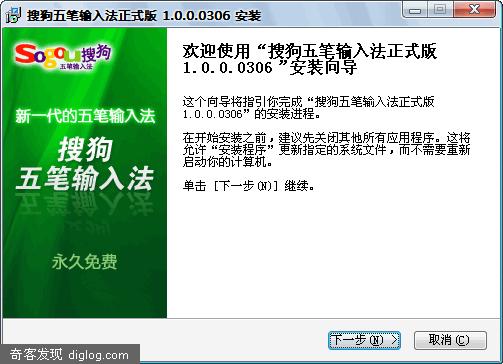 搜狗五笔输入法正式版 1.0.0.0306 安装
Sogou搜狗
五笔输入法
新一代的五笔输入法
搜狗
五笔输入法
永久免费
欢迎使用“搜狗五笔输入法正式版
1.0.0.0306 ”安装向导
这个向导将指引你完成“搜狗五笔输入法正式版
1.0.0.0306”的安装进程。
在开始安装之前，建议先关闭其他所有应用程序。这将
允许“安装程序”更新指定的系统文件，而不需要重新
启动你的计算机。
单击 [下一步(N)] 继续。
下一步(N) >
取消(C)
奇客发现 diglog.com